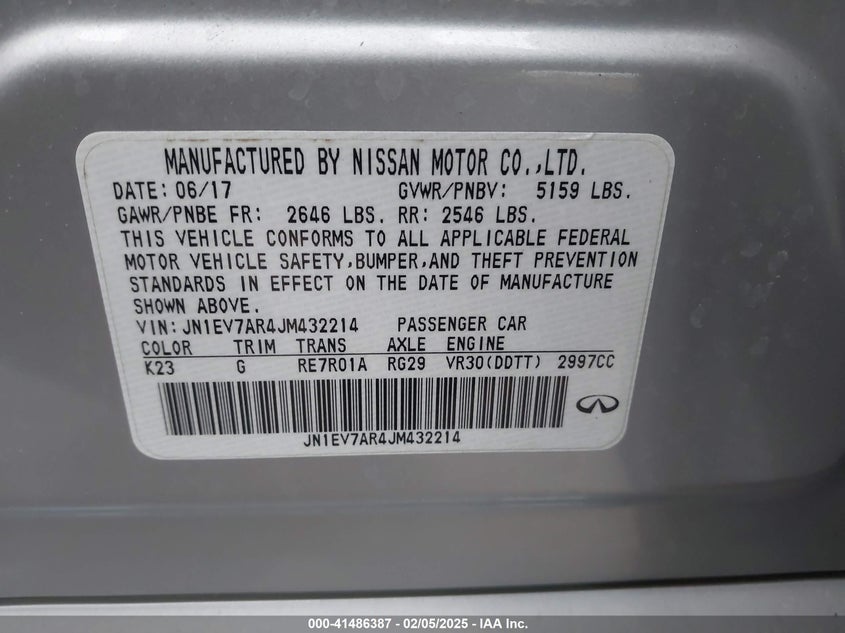 MANUFACTURED BY NISSAN MOTOR CO.,LTD.
DATE: 06/17 GVWR/PNBV: 5159 LBS.
GAWR/PNBE FR: 2646 LBS. RR: 2546 LBS.
THIS VEHICLE CONFORMS TO ALL APPLICABLE FEDERAL
MOTOR VEHICLE SAFETY,BUMPER,AND THEFT PREVENTION
STANDARDS IN EFFECT ON THE DATE OF MANUFACTURE
SHOWN ABOVE.
VIN: JN1EV7AR4JM432214 PASSENGER CAR
COLOR TRIM TRANS AXLE ENGINE
K23 G RE7R01A RG29 VR30(DDTT) 2997CC
JN1EV7AR4JM432214
000-41486387 - 02/05/2025 - IAA Inc.